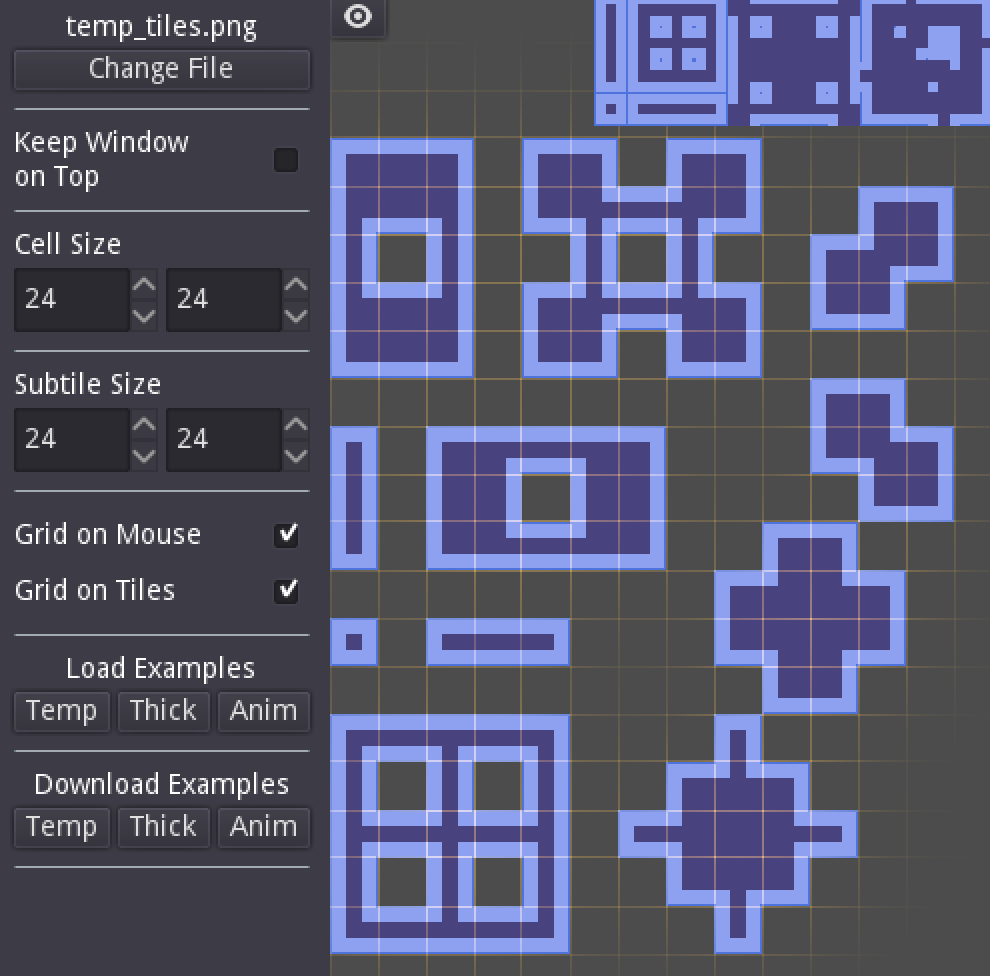 temp_tiles.png
Change File
Keep Window
on Top
Cell Size
24 24
Subtile Size
24 24
Grid on Mouse
Grid on Tiles
Load Examples
Temp Thick Anim
Download Examples
Temp Thick Anim